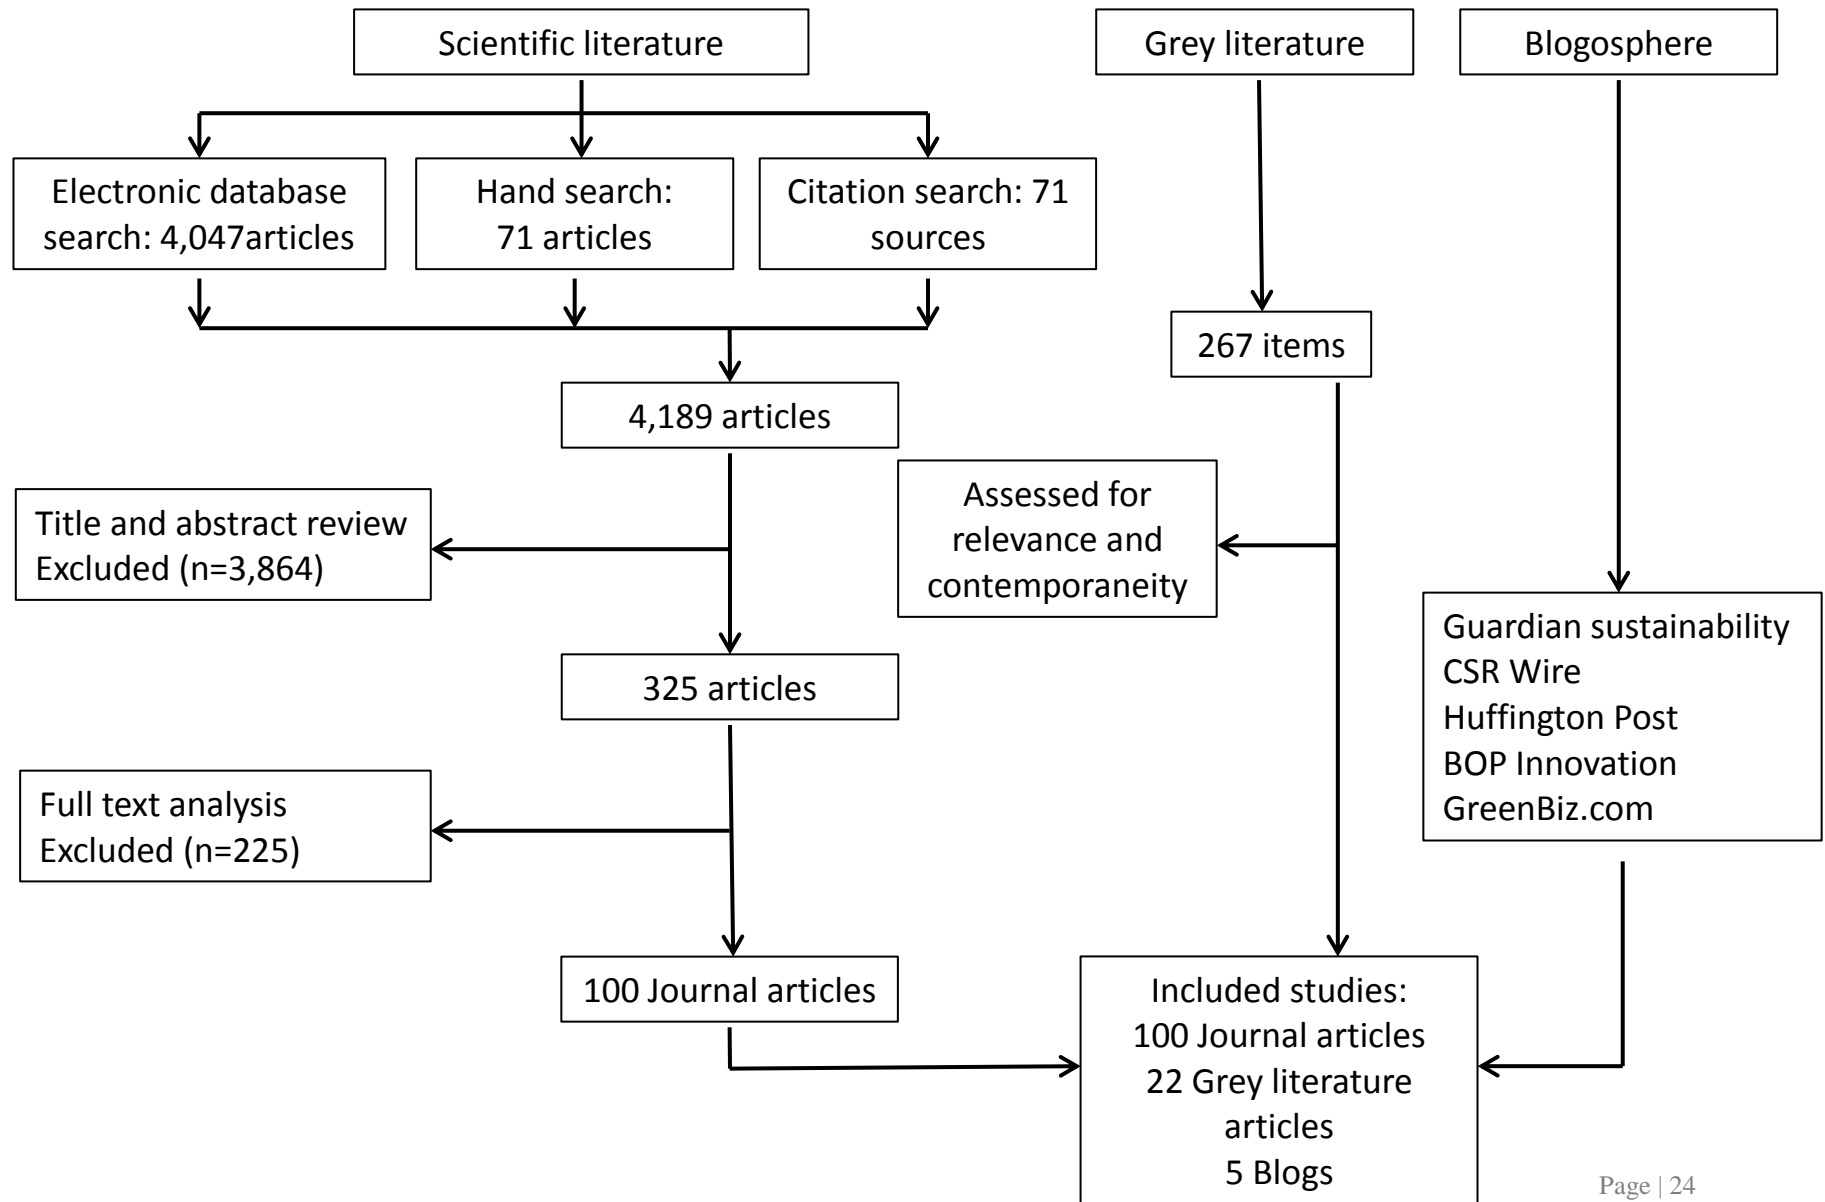 Scientific literature
Grey literature
Blogosphere
Electronic database
search: 4,047articles
Hand search:
71 articles
Citation search: 71
sources
267 items
4,189 articles
Assessed for
relevance and
contemporaneity
Title and abstract review
Excluded (n=3,864)
Guardian sustainability
CSR Wire
Huffington Post
BOP Innovation
GreenBiz.com
325 articles
Full text analysis
Excluded (n=225)
100 Journal articles
Included studies:
100 Journal articles
22 Grey literature
articles
5 Blogs
Page | 24